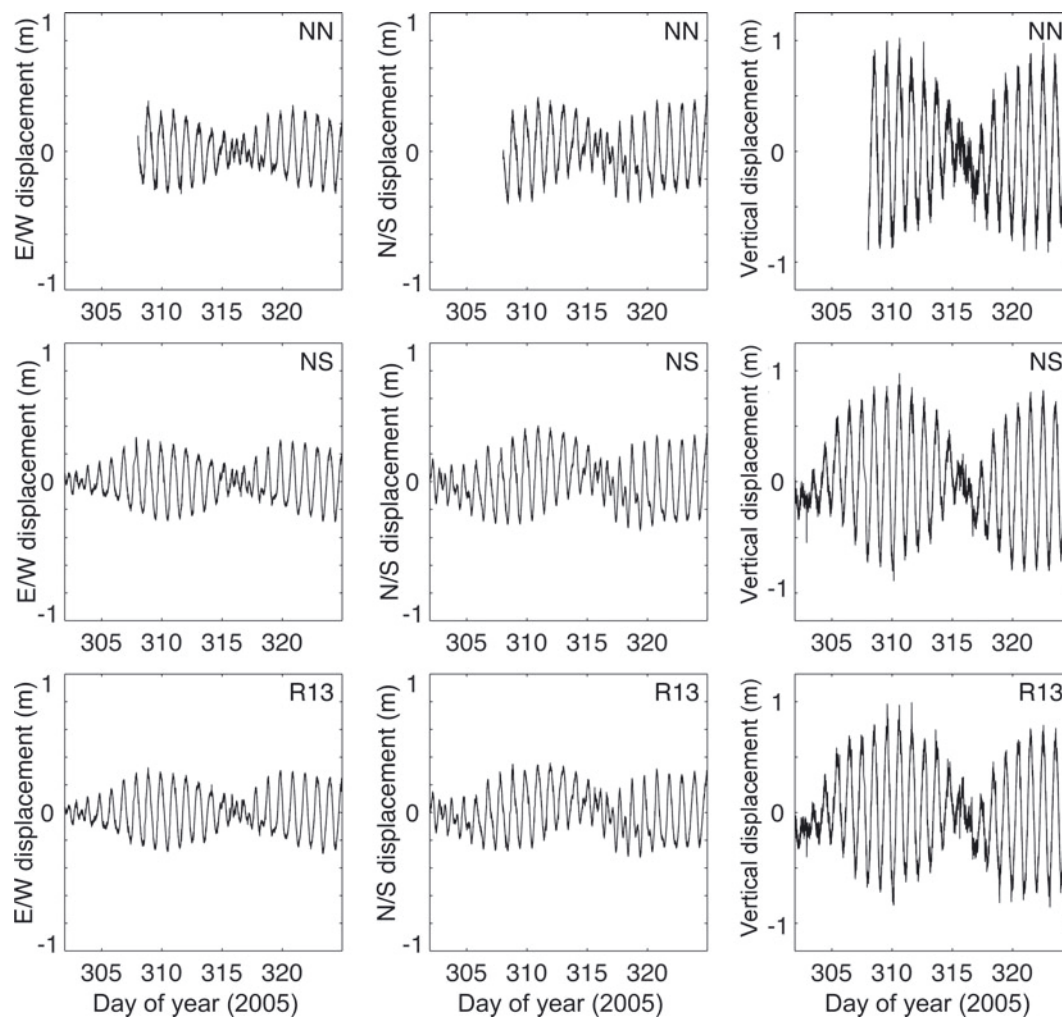 E/W displacement (m)
1
0
-1
NN
305 310 315 320
N/S displacement (m)
1
0
-1
NN
305 310 315 320
Vertical displacement (m)
1
0
-1
NN
305 310 315 320
E/W displacement (m)
1
0
-1
NS
305 310 315 320
N/S displacement (m)
1
0
-1
NS
305 310 315 320
Vertical displacement (m)
1
0
-1
NS
305 310 315 320
E/W displacement (m)
1
0
-1
R13
305 310 315 320
Day of year (2005)
N/S displacement (m)
1
0
-1
R13
305 310 315 320
Day of year (2005)
Vertical displacement (m)
1
0
-1
R13
305 310 315 320
Day of year (2005)